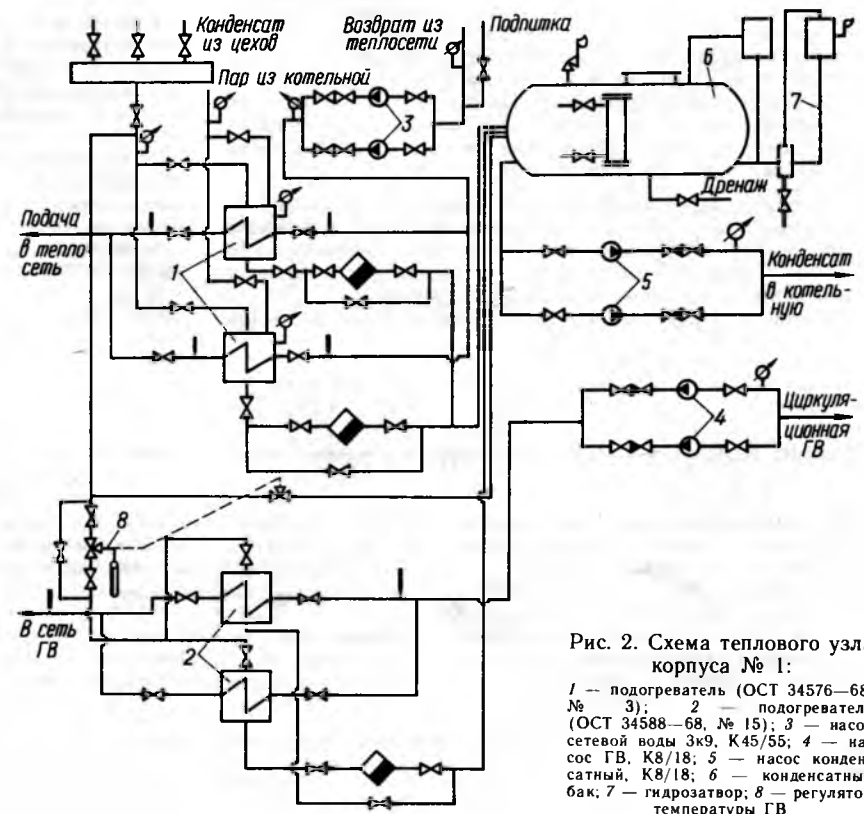 Конденсат
из цехов
Пар из котельной
Возврат из
теплосети
Подпитка
3
6
7
Дренаж
Подача
в тепло-
сеть
1
5
Конденсат
в котель-
ную
4
Циркуля-
ционная
ГВ
8
В сеть
ГВ
2
Рис. 2. Схема теплового узл
корпуса № 1:
1 — подогреватель (ОСТ 34576—68
№ 3); 2 — подогревател
(ОСТ 34588—68, № 15); 3 — насо
сетевой воды 3к9, К45/55; 4 — на
сос ГВ, К8/18; 5 — насос конден
сатный, К8/18; 6 — конденсатны
бак; 7 — гидрозатвор; 8 — регулято
температуры ГВ